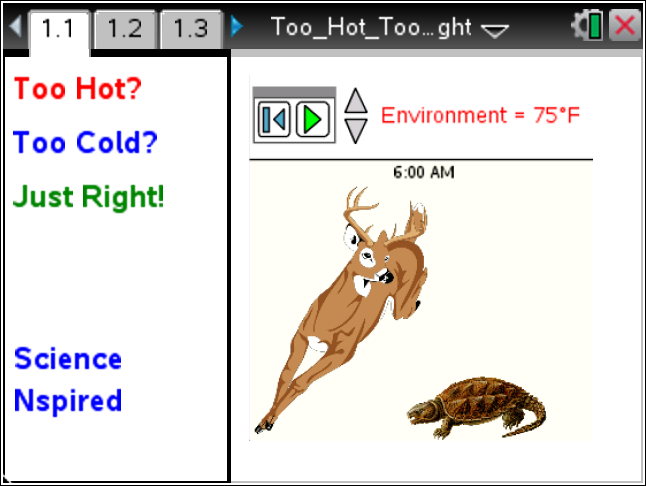 1.1 1.2 1.3 Too_Hot_Too…ght
Too Hot?
Too Cold?
Just Right!
Science
Nspired
Environment = 75°F
6:00 AM